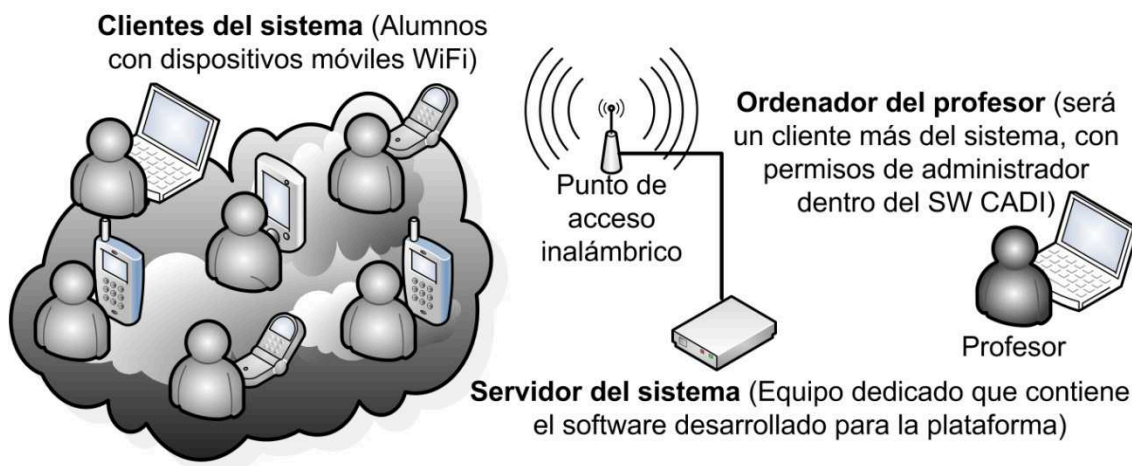 Clientes del sistema (Alumnos
con dispositivos móviles WiFi)
Punto de
acceso
inalámbrico
Ordenador del profesor (será
un cliente más del sistema, con
permisos de administrador
dentro del SW CADI)
Profesor
Servidor del sistema (Equipo dedicado que contiene
el software desarrollado para la plataforma)